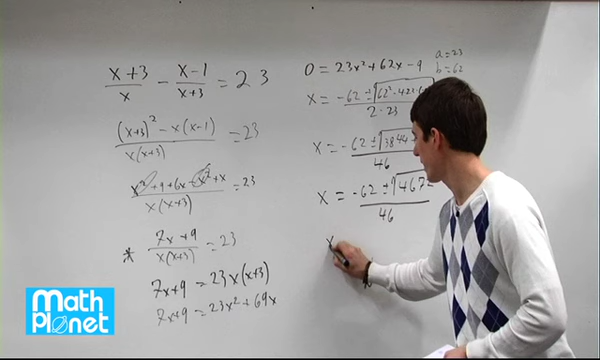 x+3/x - x-1/x+3 = 23
(x+3)² - x(x-1)/x(x+3) = 23
x²+9+6x-x²+x/x(x+3) = 23
* 7x+9/x(x+3) = 23
7x+9 = 23x(x+3)
7x+9 = 23x²+69x
0 = 23x²+62x-9
a=23
b=62
x = -62 ± √62²-4·23·/2·23
x = -62 ± √3844+/46
x = -62 ± √4672/46
x
Math
Planet